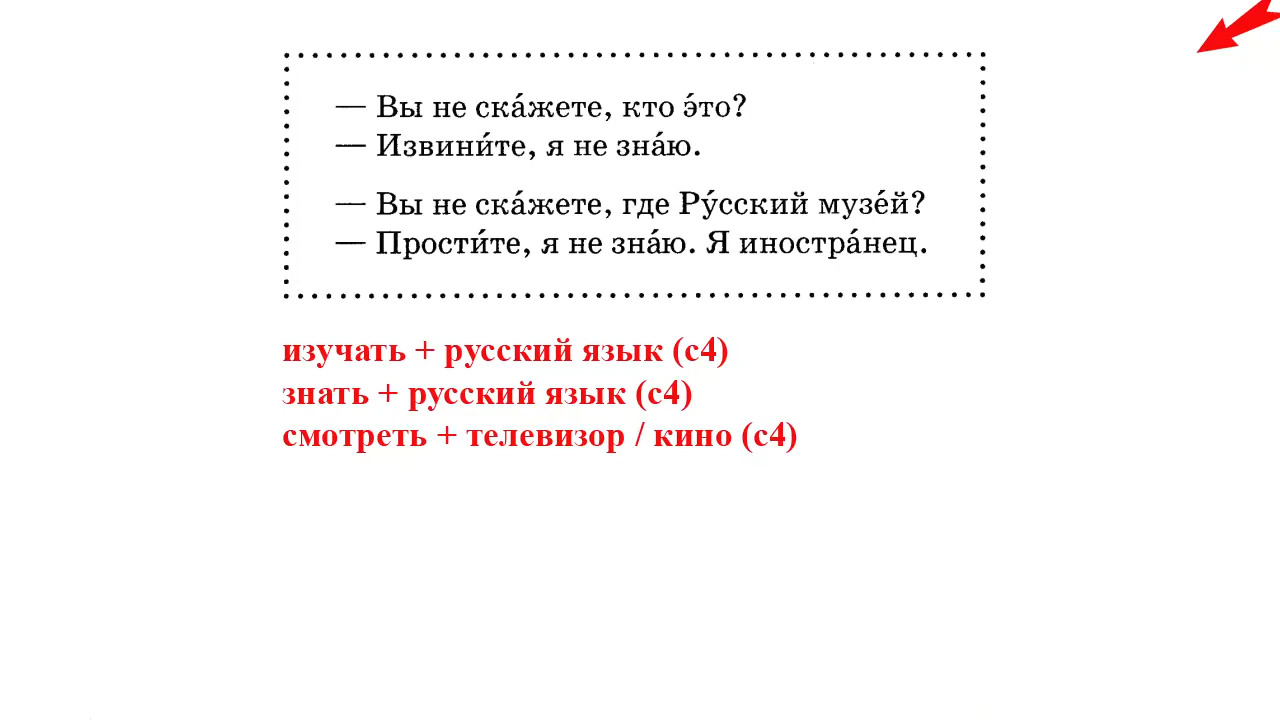 — Вы не ска́жете, кто э́то?
— Извини́те, я не зна́ю.
— Вы не ска́жете, где Ру́сский музе́й?
— Прости́те, я не зна́ю. Я иностра́нец.
изучать + русский язык (с4)
знать + русский язык (с4)
смотреть + телевизор / кино (с4)